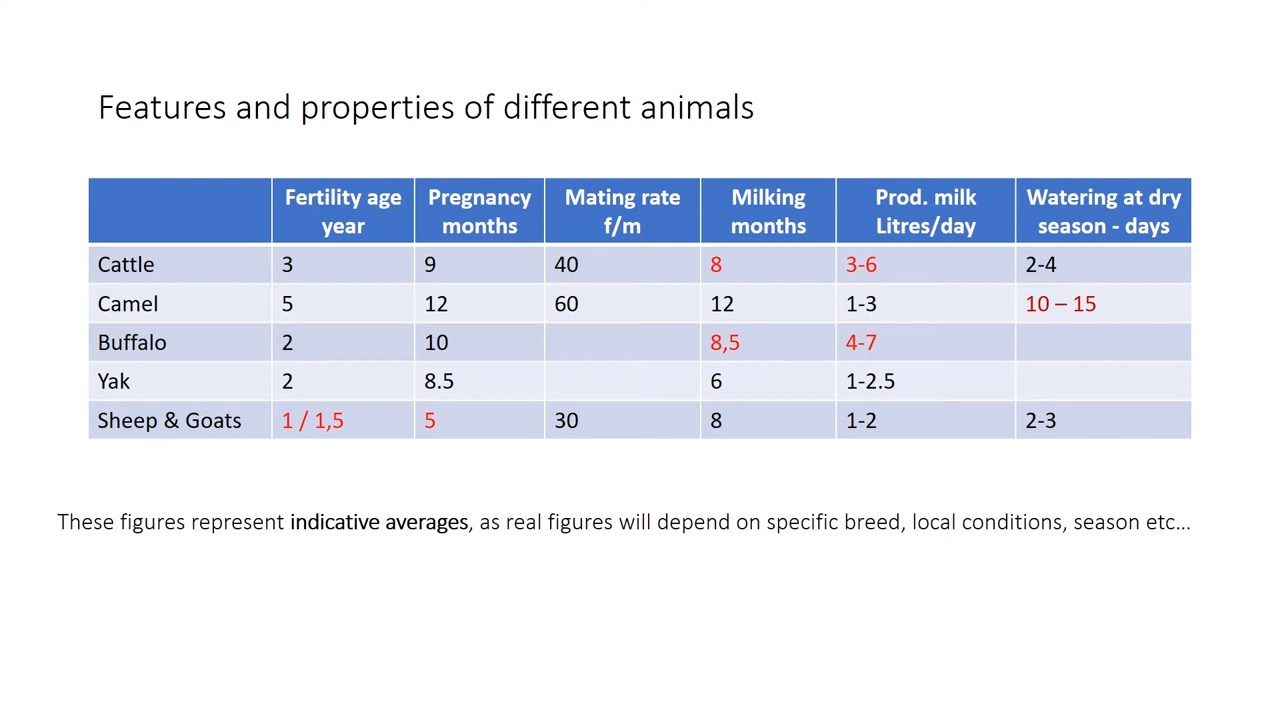 Features and properties of different animals
Fertility age year Pregnancy months Mating rate f/m Milking months Prod. milk Litres/day Watering at dry season - days
Cattle 3 9 40 8 3-6 2-4
Camel 5 12 60 12 1-3 10 – 15
Buffalo 2 10 8,5 4-7
Yak 2 8.5 6 1-2.5
Sheep & Goats 1 / 1,5 5 30 8 1-2 2-3
These figures represent indicative averages, as real figures will depend on specific breed, local conditions, season etc...